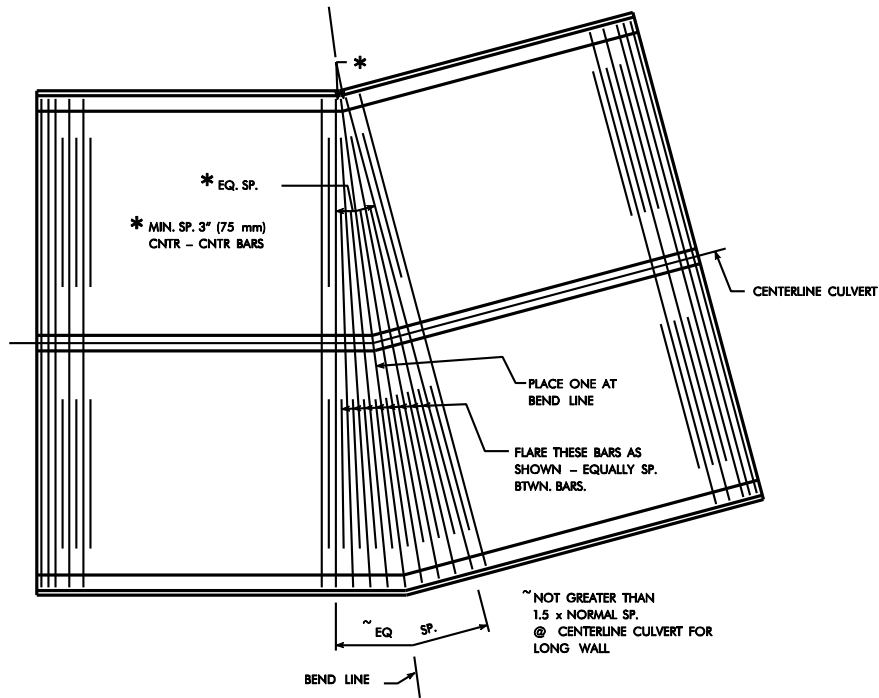 *
* EQ. SP.
* MIN. SP. 3" (75 mm)
CNTR – CNTR BARS
CENTERLINE CULVERT
PLACE ONE AT
BEND LINE
FLARE THESE BARS AS
SHOWN – EQUALLY SP.
BTWN. BARS.
~ NOT GREATER THAN
1.5 x NORMAL SP.
@ CENTERLINE CULVERT FOR
LONG WALL
~ EQ SP.
BEND LINE